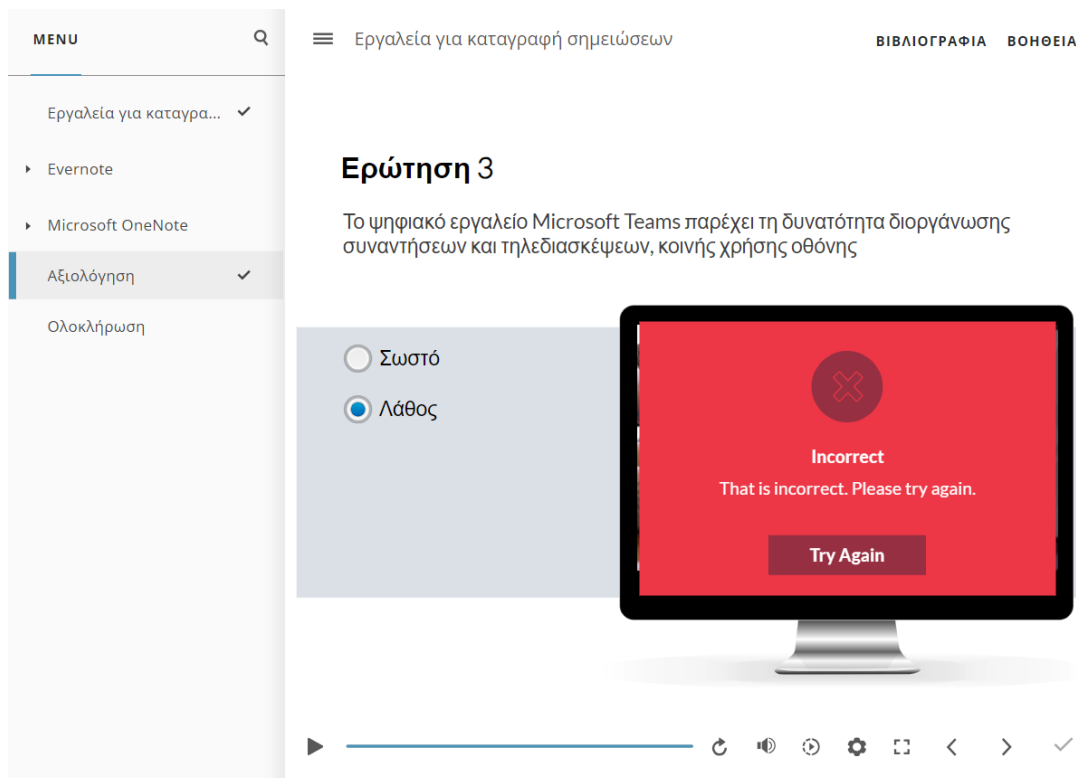 MENU
Εργαλεία για καταγρα...
Evernote
Microsoft OneNote
Αξιολόγηση
Ολοκλήρωση
Εργαλεία για καταγραφή σημειώσεων
ΒΙΒΛΙΟΓΡΑΦΙΑ ΒΟΗΘΕΙΑ
Ερώτηση 3
Το ψηφιακό εργαλείο Microsoft Teams παρέχει τη δυνατότητα διοργάνωσης
συναντήσεων και τηλεδιασκέψεων, κοινής χρήσης οθόνης
Σωστό
Λάθος
Incorrect
That is incorrect. Please try again.
Try Again